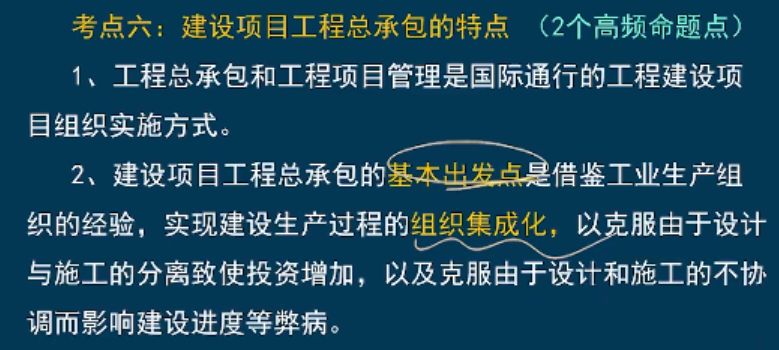 考点六：建设项目工程总承包的特点（2个高频命题点）
1、工程总承包和工程项目管理是国际通行的工程建设项
目组织实施方式。
2、建设项目工程总承包的基本出发点是借鉴工业生产组
织的经验，实现建设生产过程的组织集成化，以克服由于设计
与施工的分离致使投资增加，以及克服由于设计和施工的不协
调而影响建设进度等弊病。